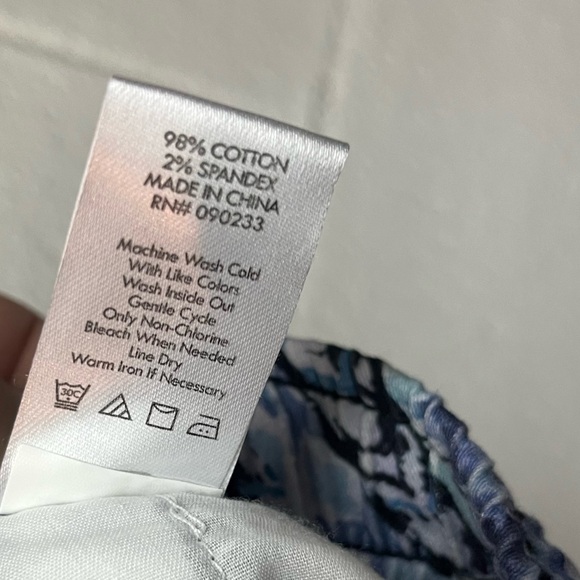 98% COTTON
2% SPANDEX
MADE IN CHINA
RN# 090233
Machine Wash Cold
With Like Colors
Wash Inside Out
Gentle Cycle
Only Non-Chlorine
Bleach When Needed
Line Dry
Warm Iron If Necessary
30C